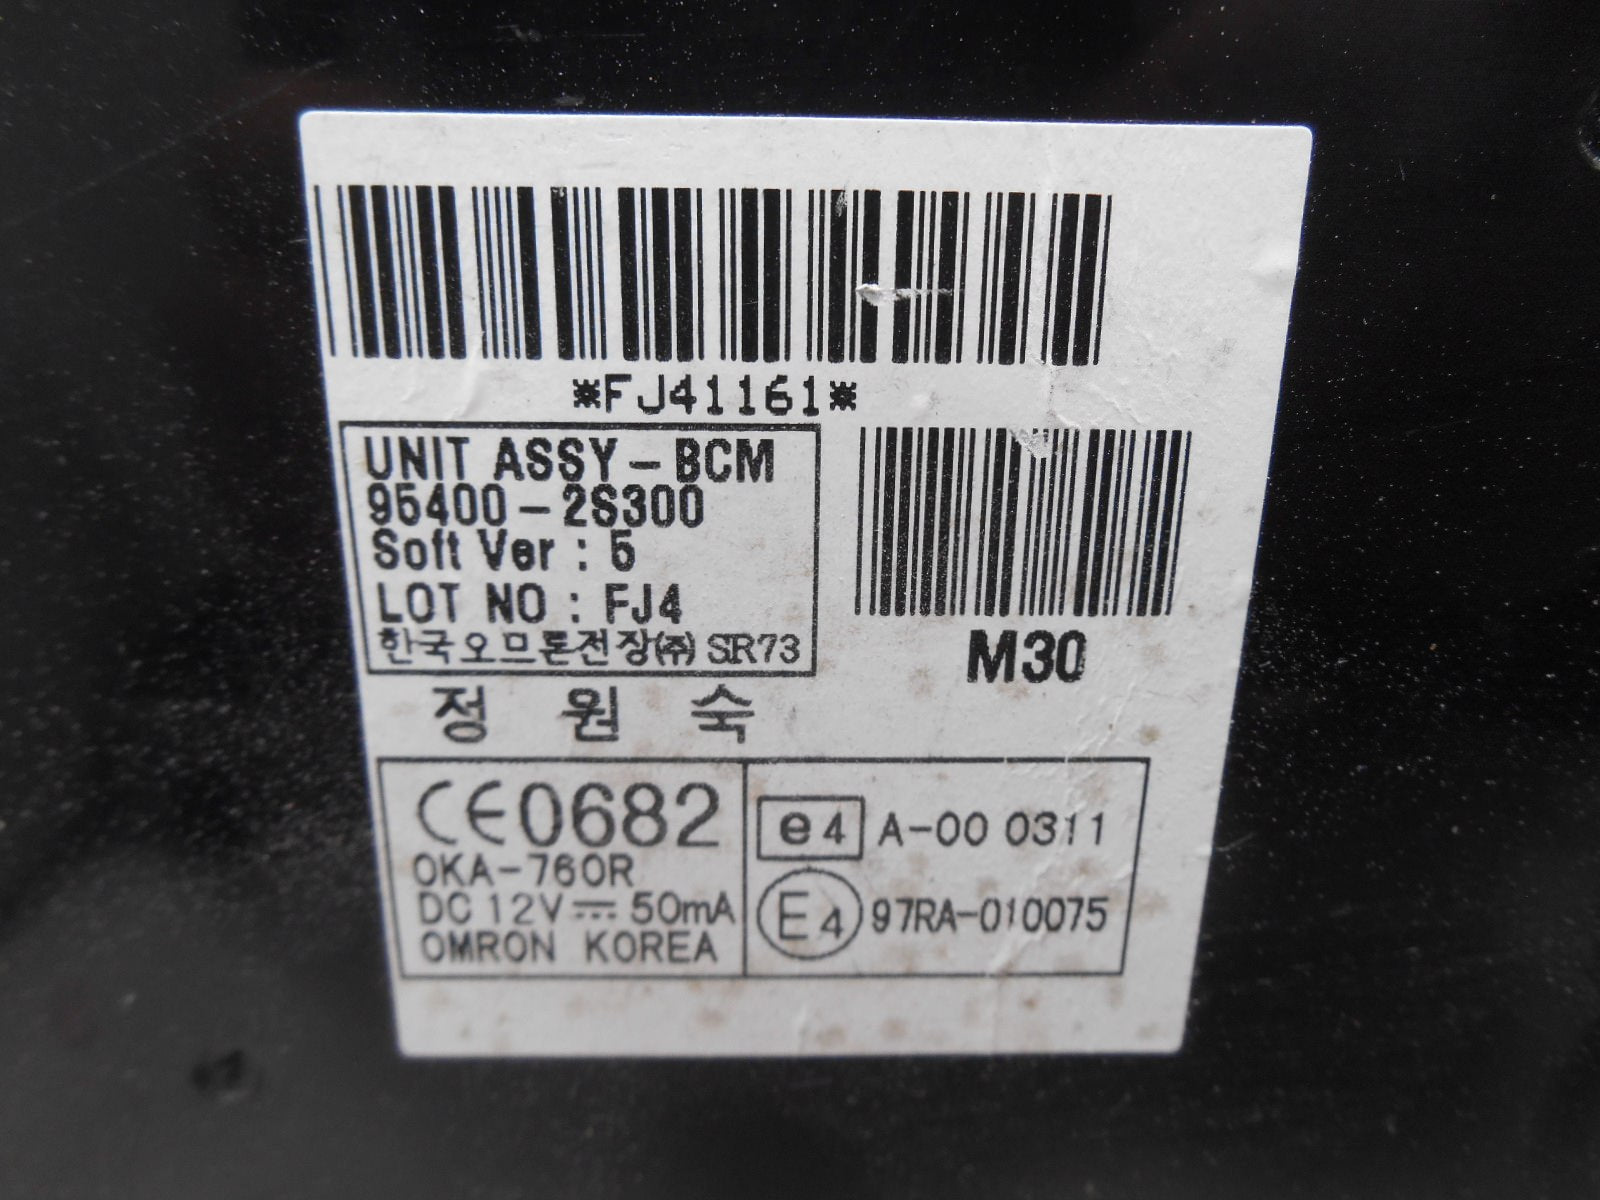 *FJ41161*
UNIT ASSY-BCM
95400-2S300
Soft Ver : 5
LOT NO : FJ4
한국오므론전장㈜ SR73
M30
정 원 숙
CE0682
OKA-760R
DC 12V⎓50mA
OMRON KOREA
e4 A-00 0311
E4 97RA-010075